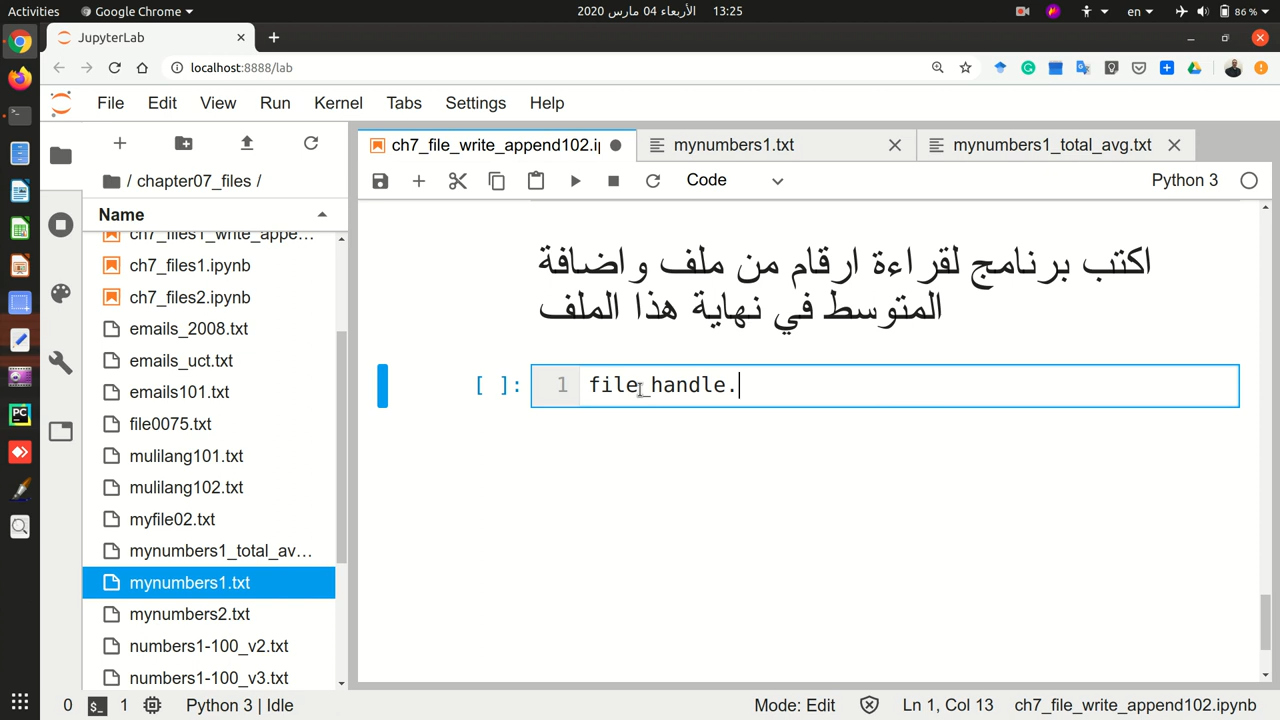 Activities Google Chrome الأربعاء 04 مارس 2020 13:25 en 86 %
JupyterLab
localhost:8888/lab
File Edit View Run Kernel Tabs Settings Help
ch7_file_write_append102.i mynumbers1.txt mynumbers1_total_avg.txt
/ chapter07_files /
Code Python 3
Name
ch7_files1_write_appe…
ch7_files1.ipynb
ch7_files2.ipynb
emails_2008.txt
emails_uct.txt
emails101.txt
file0075.txt
mulilang101.txt
mulilang102.txt
myfile02.txt
mynumbers1_total_av…
mynumbers1.txt
mynumbers2.txt
numbers1-100_v2.txt
numbers1-100_v3.txt
اكتب برنامج لقراءة ارقام من ملف واضافة
المتوسط في نهاية هذا الملف
[ ]: 1 file_handle.
0 $_ 1 Python 3 | Idle Mode: Edit Ln 1, Col 13 ch7_file_write_append102.ipynb